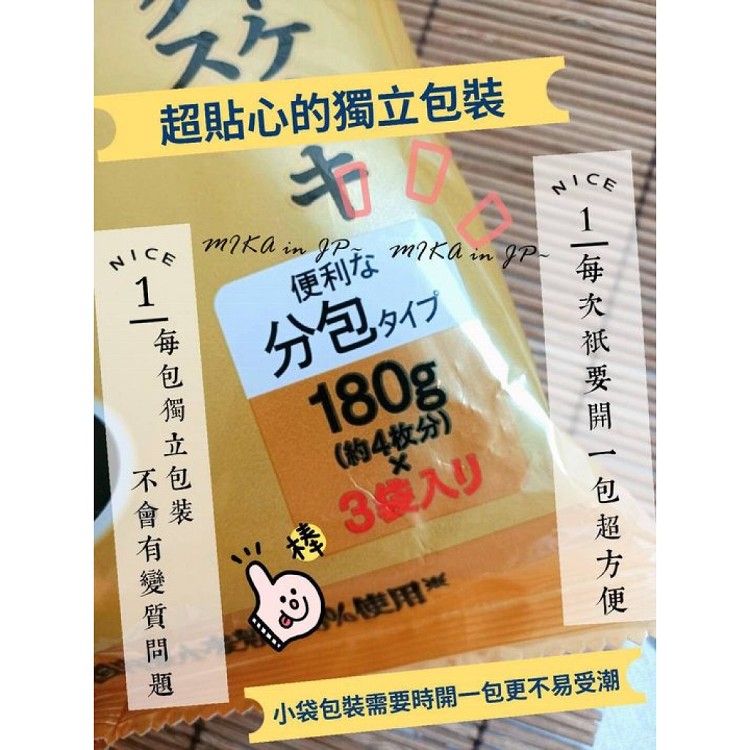 ケ
ス
キ
超貼心的獨立包裝
NICE
1
每次祇要開一包超方便
MIKA in JP~
MIKA in JP~
NICE
1
每包獨立包裝
不會有變質問題
便利な
分包タイプ
180g
(約4枚分)
×
3袋入り
棒
%使用※
小袋包裝需要時開一包更不易受潮